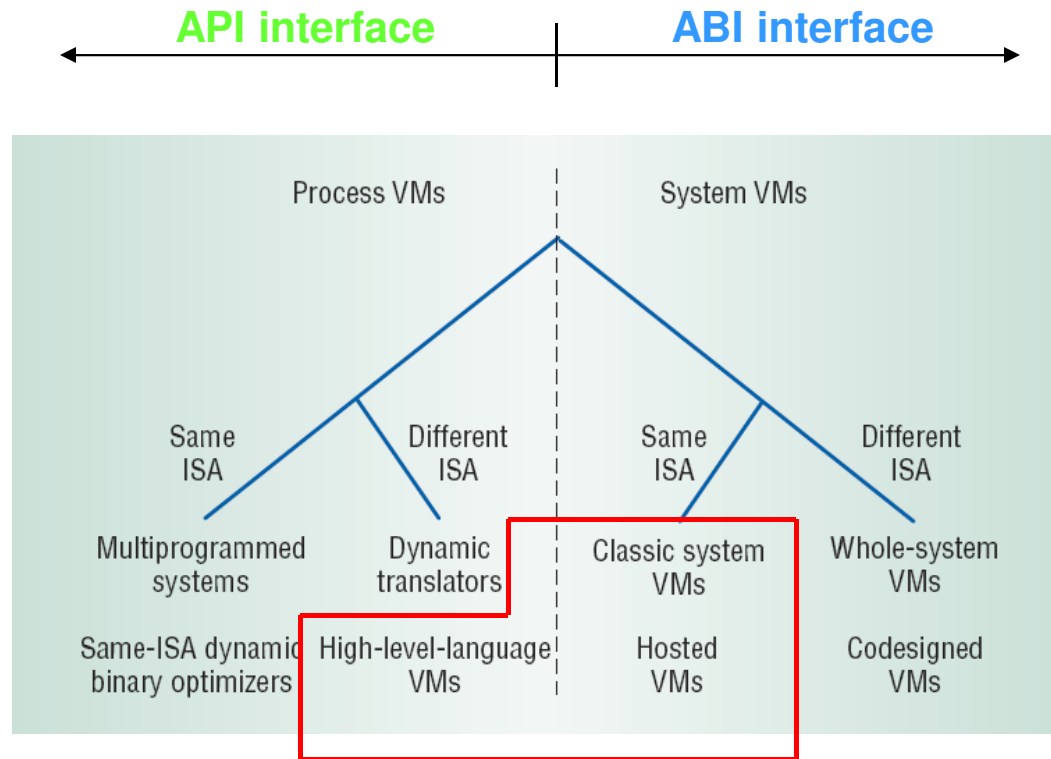 API interface
ABI interface
Process VMs
System VMs
Same
ISA
Different
ISA
Same
ISA
Different
ISA
Multiprogrammed
systems
Dynamic
translators
Classic system
VMs
Whole-system
VMs
Same-ISA dynamic
binary optimizers
High-level-language
VMs
Hosted
VMs
Codesigned
VMs